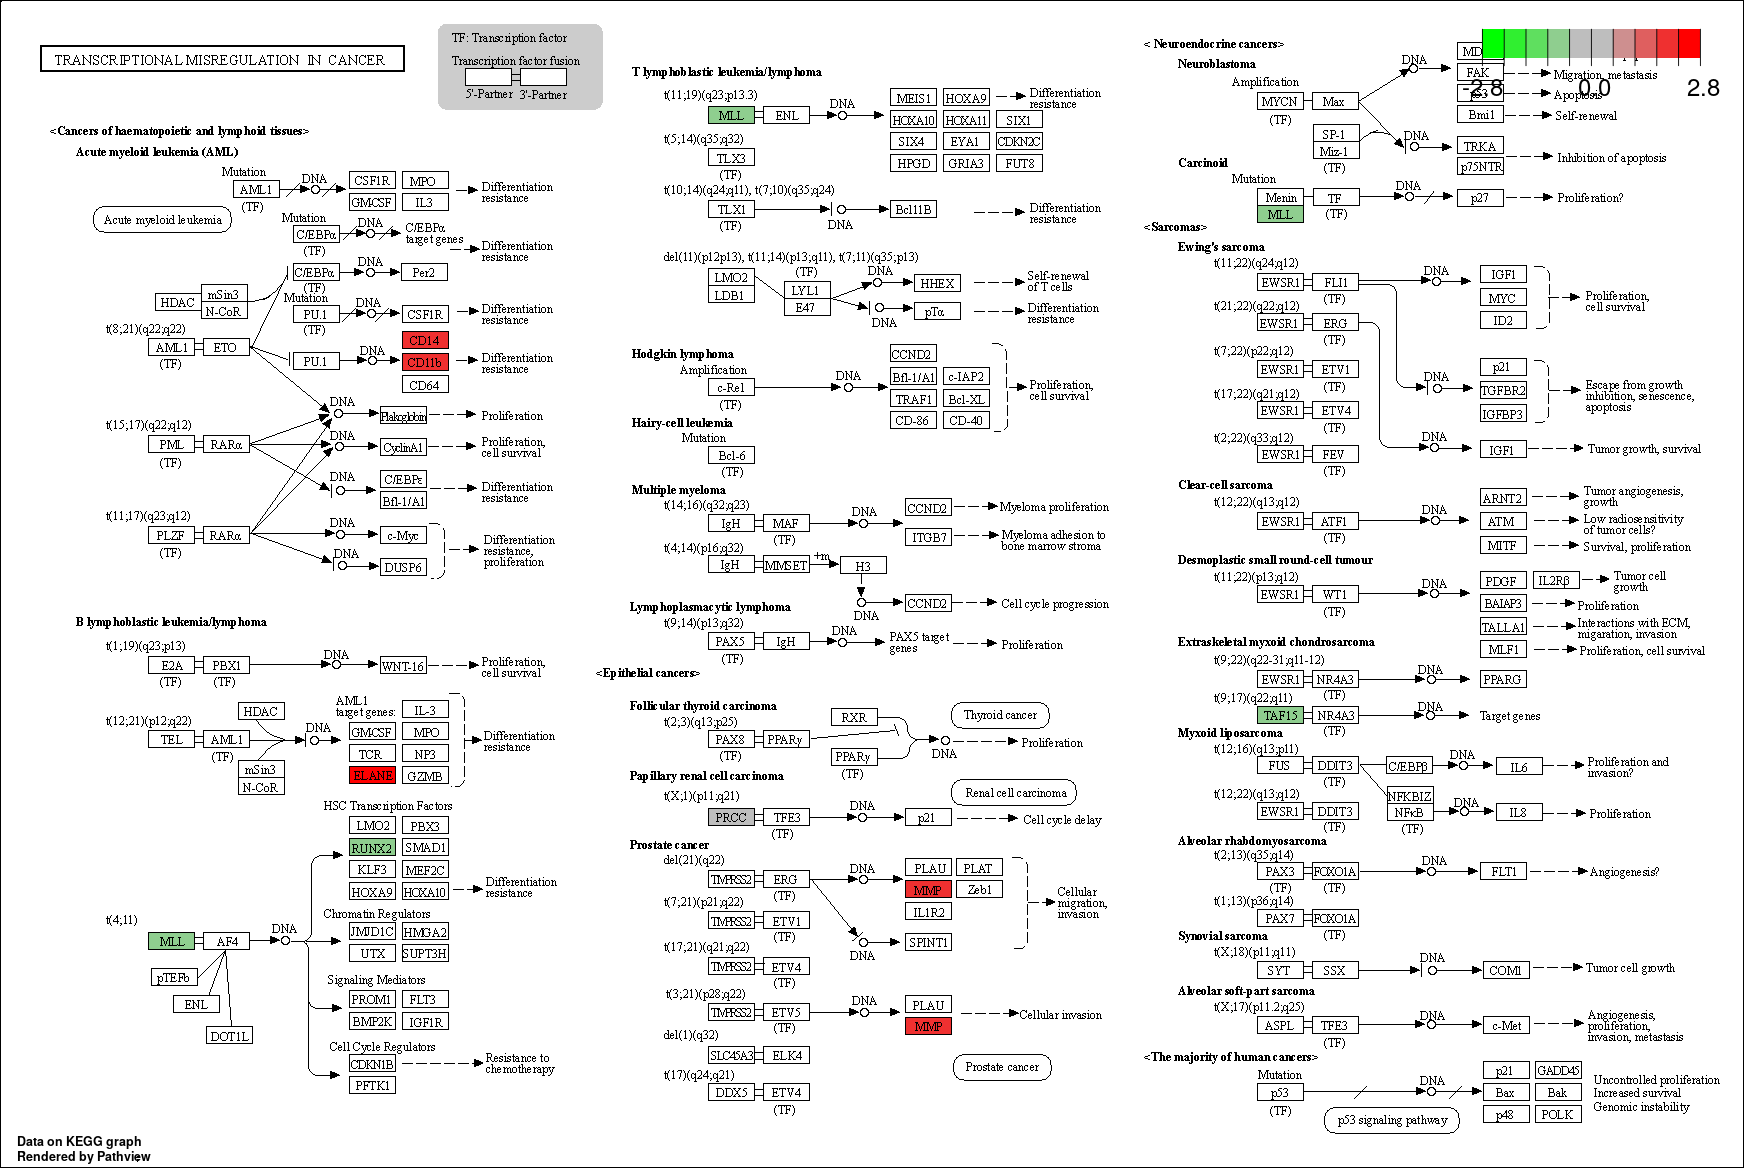 TRANSCRIPTIONAL MISREGULATION IN CANCER
TF: Transcription factor
Transcription factor fusion
5'-Partner 3'-Partner
<Cancers of haematopoietic and lymphoid tissues>
Acute myeloid leukemia (AML)
Mutation
AML1
(TF)
DNA
CSF1R
MPO
GMCSF
IL3
Differentiation
resistance
Acute myeloid leukemia
Mutation
C/EBPα
(TF)
DNA
C/EBPα
target genes
Differentiation
resistance
C/EBPα
(TF)
DNA
Per2
HDAC
mSin3
N-CoR
Mutation
PU.1
(TF)
DNA
CSF1R
Differentiation
resistance
t(8;21)(q22;q22)
AML1
ETO
(TF)
PU.1
DNA
CD14
CD11b
CD64
Differentiation
resistance
DNA
Plakoglobin
Proliferation
t(15;17)(q22;q12)
PML
RARα
(TF)
DNA
CyclinA1
Proliferation,
cell survival
DNA
C/EBPε
Bfl-1/A1
Differentiation
resistance
t(11;17)(q23;q12)
PLZF
RARα
(TF)
DNA
c-Myc
DNA
DUSP6
Differentiation
resistance,
proliferation
B lymphoblastic leukemia/lymphoma
t(1;19)(q23;p13)
E2A
PBX1
(TF)
(TF)
DNA
WNT-16
Proliferation,
cell survival
t(12;21)(p12;q22)
TEL
AML1
(TF)
HDAC
mSin3
N-CoR
DNA
AML1
target genes:
IL-3
GMCSF
MPO
TCR
NP3
ELANE
GZMB
Differentiation
resistance
HSC Transcription Factors
LMO2
PBX3
RUNX2
SMAD1
KLF3
MEF2C
HOXA9
HOXA10
Differentiation
resistance
t(4;11)
MLL
AF4
DNA
pTEFb
ENL
DOT1L
Chromatin Regulators
JMJD1C
HMGA2
UTX
SUPT3H
Signaling Mediators
PROM1
FLT3
BMP2K
IGF1R
Cell Cycle Regulators
CDKN1B
PFTK1
Resistance to
chemotherapy
T lymphoblastic leukemia/lymphoma
t(11;19)(q23;p13.3)
MLL
ENL
DNA
MEIS1
HOXA9
HOXA10
HOXA11
SIX1
SIX4
EYA1
CDKN2C
HPGD
GRIA3
FUT8
Differentiation
resistance
t(5;14)(q35;q32)
TLX3
(TF)
t(10;14)(q24;q11), t(7;10)(q35;q24)
TLX1
(TF)
DNA
Bcl11B
Differentiation
resistance
del(11)(p12p13), t(11;14)(p13;q11), t(7;11)(q35;p13)
LMO2
LDB1
(TF)
LYL1
E47
DNA
HHEX
Self-renewal
of T cells
DNA
pTα
Differentiation
resistance
Hodgkin lymphoma
Amplification
c-Rel
(TF)
DNA
CCND2
Bfl-1/A1
c-IAP2
TRAF1
Bcl-XL
CD-86
CD-40
Proliferation,
cell survival
Hairy-cell leukemia
Mutation
Bcl-6
(TF)
Multiple myeloma
t(14;16)(q32;q23)
IgH
MAF
(TF)
DNA
CCND2
Myeloma proliferation
ITGB7
Myeloma adhesion to
bone marrow stroma
t(4;14)(p16;q32)
IgH
MMSET
+m
H3
DNA
CCND2
Cell cycle progression
Lymphoplasmacytic lymphoma
t(9;14)(p13;q32)
PAX5
IgH
(TF)
DNA
PAX5 target
genes
Proliferation
<Epithelial cancers>
Follicular thyroid carcinoma
t(2;3)(q13;p25)
PAX8
PPARγ
(TF)
RXR
PPARγ
(TF)
DNA
Thyroid cancer
Proliferation
Papillary renal cell carcinoma
t(X;1)(p11;q21)
PRCC
TFE3
(TF)
DNA
p21
Renal cell carcinoma
Cell cycle delay
Prostate cancer
del(21)(q22)
TMPRSS2
ERG
(TF)
DNA
PLAU
PLAT
MMP
Zeb1
IL1R2
Cellular
migration,
invasion
t(7;21)(p21;q22)
TMPRSS2
ETV1
(TF)
DNA
SPINT1
t(17;21)(q21;q22)
TMPRSS2
ETV4
(TF)
t(3;21)(p28;q22)
TMPRSS2
ETV5
(TF)
DNA
PLAU
MMP
Cellular invasion
del(1)(q32)
SLC45A3
ELK4
t(17)(q24;q21)
DDX5
ETV4
(TF)
Prostate cancer
< Neuroendocrine cancers>
Neuroblastoma
Amplification
MYCN
Max
(TF)
DNA
FAK
Migration, metastasis
p53
Apoptosis
Bmi1
Self-renewal
-2.8
0.0
2.8
SP-1
Miz-1
(TF)
DNA
TRKA
p75NTR
Inhibition of apoptosis
Carcinoid
Mutation
Menin
MLL
TF
(TF)
DNA
p27
Proliferation?
<Sarcomas>
Ewing's sarcoma
t(11;22)(q24;q12)
EWSR1
FLI1
(TF)
DNA
IGF1
MYC
ID2
Proliferation,
cell survival
t(21;22)(q22;q12)
EWSR1
ERG
(TF)
t(7;22)(p22;q12)
EWSR1
ETV1
(TF)
DNA
p21
TGFBR2
IGFBP3
Escape from growth
inhibition, senescence,
apoptosis
t(17;22)(q21;q12)
EWSR1
ETV4
(TF)
t(2;22)(q33;q12)
EWSR1
FEV
(TF)
DNA
IGF1
Tumor growth, survival
Clear-cell sarcoma
t(12;22)(q13;q12)
EWSR1
ATF1
(TF)
DNA
ARNT2
Tumor angiogenesis,
growth
ATM
Low radiosensitivity
of tumor cells?
MITF
Survival, proliferation
Desmoplastic small round-cell tumour
t(11;22)(p13;q12)
EWSR1
WT1
(TF)
DNA
PDGF
IL2Rβ
Tumor cell
growth
BAIAP3
Proliferation
TALLA1
Interactions with ECM,
migaration, invasion
MLF1
Proliferation, cell survival
Extraskeletal myxoid chondrosarcoma
t(9;22)(q22-31;q11-12)
EWSR1
NR4A3
(TF)
DNA
PPARG
t(9;17)(q22;q11)
TAF15
NR4A3
(TF)
DNA
Target genes
Myxoid liposarcoma
t(12;16)(q13;p11)
FUS
DDIT3
(TF)
C/EBPβ
DNA
IL6
Proliferation and
invasion?
t(12;22)(q13;q12)
EWSR1
DDIT3
(TF)
NFKBIZ
NFκB
(TF)
DNA
IL8
Proliferation
Alveolar rhabdomyosarcoma
t(2;13)(q35;q14)
PAX3
FOXO1A
(TF)
(TF)
DNA
FLT1
Angiogenesis?
t(1;13)(p36;q14)
PAX7
FOXO1A
(TF)
Synovial sarcoma
t(X;18)(p11;q11)
SYT
SSX
(TF)
DNA
COM1
Tumor cell growth
Alveolar soft-part sarcoma
t(X;17)(p11.2;q25)
ASPL
TFE3
(TF)
DNA
c-Met
Angiogenesis,
proliferation,
invasion, metastasis
<The majority of human cancers>
Mutation
p53
(TF)
DNA
p21
GADD45
Bax
Bak
p48
POLK
Uncontrolled proliferation
Increased survival
Genomic instability
p53 signaling pathway
Data on KEGG graph
Rendered by Pathview